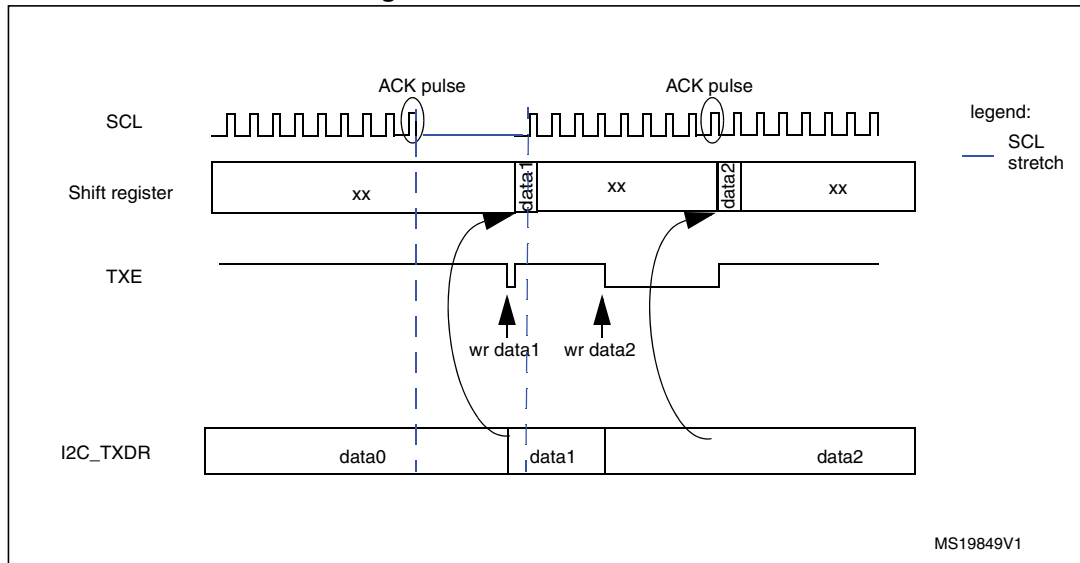 ACK pulse
ACK pulse
SCL
legend:
SCL
stretch
Shift register
xx
data1
xx
data2
xx
TXE
wr data1
wr data2
I2C_TXDR
data0
data1
data2
MS19849V1